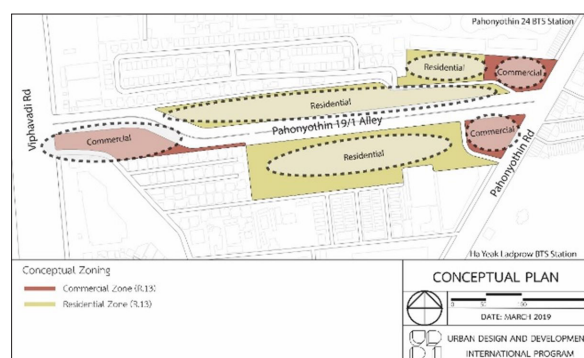 Pahonyothin 24 BTS Station
Residential
Commercial
Residential
Viphavadi Rd
Pahonyothin 19/1 Alley
Commercial
Commercial
Residential
Pahonyothin Rd
Ha Yeak Ladprow BTS Station
Conceptual Zoning
Commercial Zone (R.13)
Residential Zone (R.13)
CONCEPTUAL PLAN
DATE: MARCH 2019
URBAN DESIGN AND DEVELOPMEN
INTERNATIONAL PROGRAM